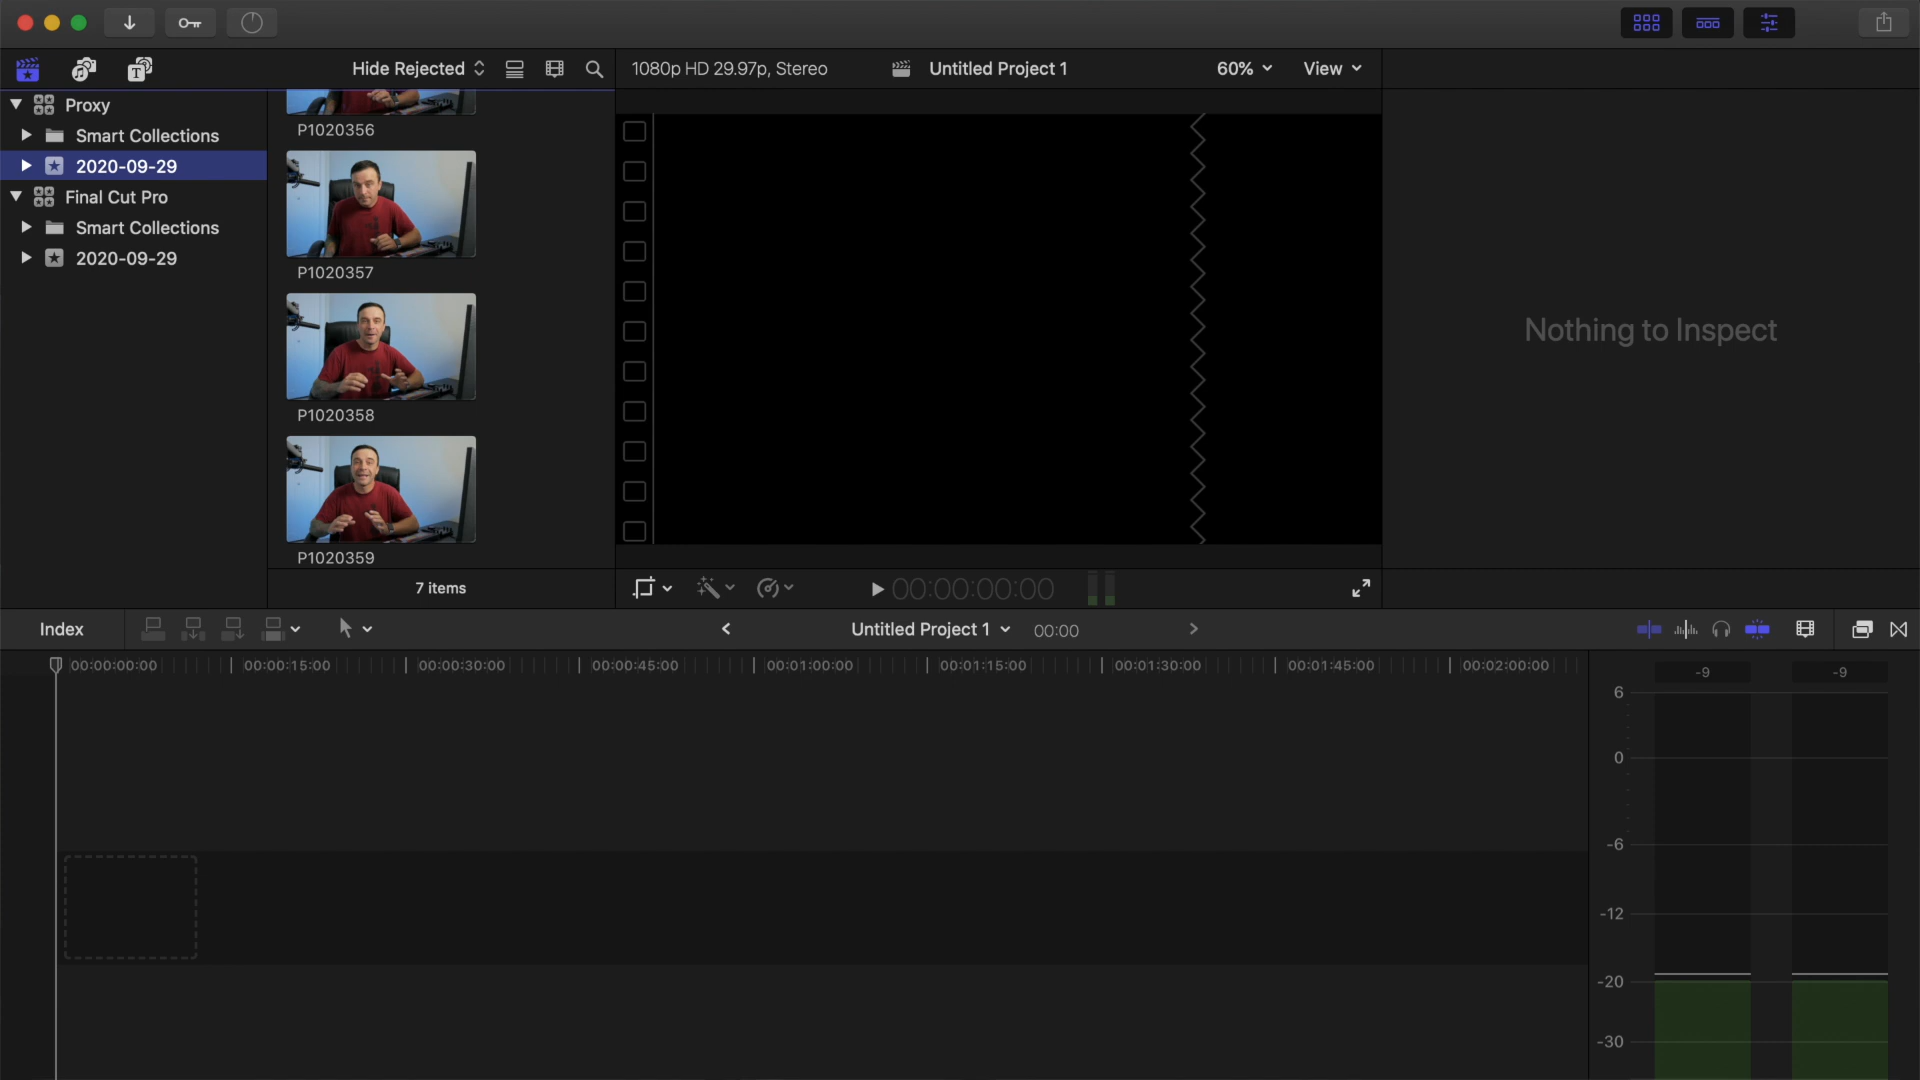 Hide Rejected
1080p HD 29.97p, Stereo
Untitled Project 1
60%
View
Proxy
Smart Collections
2020-09-29
Final Cut Pro
Smart Collections
2020-09-29
P1020356
P1020357
P1020358
P1020359
7 items
00:00:00:00
Nothing to Inspect
Index
Untitled Project 1
00:00
00:00:00:00
00:00:15:00
00:00:30:00
00:00:45:00
00:01:00:00
00:01:15:00
00:01:30:00
00:01:45:00
00:02:00:00
-9
-9
6
0
-6
-12
-20
-30